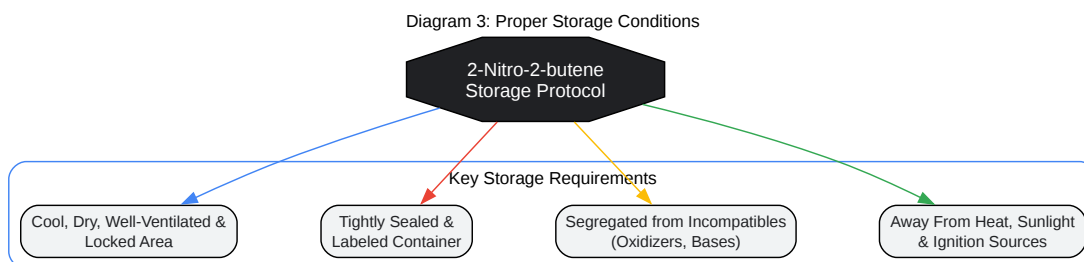 Diagram 3: Proper Storage Conditions
2-Nitro-2-butene
Storage Protocol
Key Storage Requirements
Cool, Dry, Well-Ventilated &
Locked Area
Tightly Sealed &
Labeled Container
Segregated from Incompatibles
(Oxidizers, Bases)
Away From Heat, Sunlight
& Ignition Sources